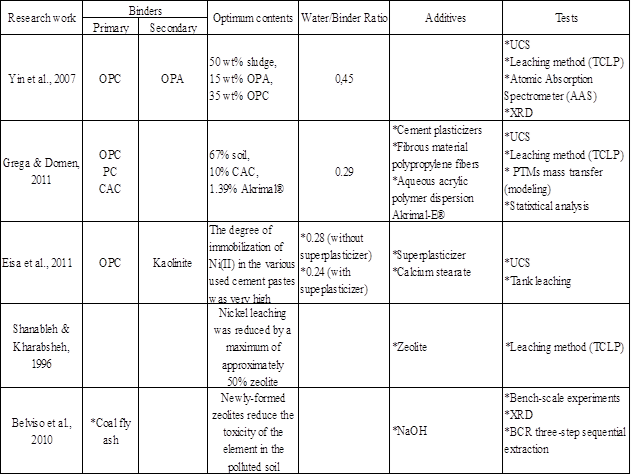 Research work
Binders
Optimum contents
Water/Binder Ratio
Additives
Tests
Primary
Secondary
Yin et al., 2007
OPC
OPA
50 wt% sludge,
15 wt% OPA,
35 wt% OPC
0,45
*UCS
*Leaching method (TCLP)
*Atomic Absorption
Spectrometer (AAS)
*XRD
Grega & Domen,
2011
OPC
PC
CAC
67% soil,
10% CAC,
1.39% Akrimal®
0.29
*Cement plasticizers
*Fibrous material
polypropylene fibers
*Aqueous acrylic
polymer dispersion
Akrimal-E®
*UCS
*Leaching method (TCLP)
* PTMs mass transfer
(modeling)
*Statixtical analysis
Eisa et al., 2011
OPC
Kaolinite
The degree of
immobilization of
Ni(II) in the various
used cement pastes
was very high
*0.28 (without
superplasticizer)
*0.24 (with
supeplasticizer)
*Superplasticizer
*Calcium stearate
*UCS
*Tank leaching
Shanableh &
Kharabsheh,
1996
Nickel leaching
was reduced by a
maximum of
approximately
50% zeolite
*Zeolite
*Leaching method (TCLP)
Belviso et al.,
2010
*Coal fly
ash
Newly-formed
zeolites reduce the
toxicity of the
element in the
polluted soil
*NaOH
*Bench-scale experiments
*XRD
*BCR three-step sequential
extraction